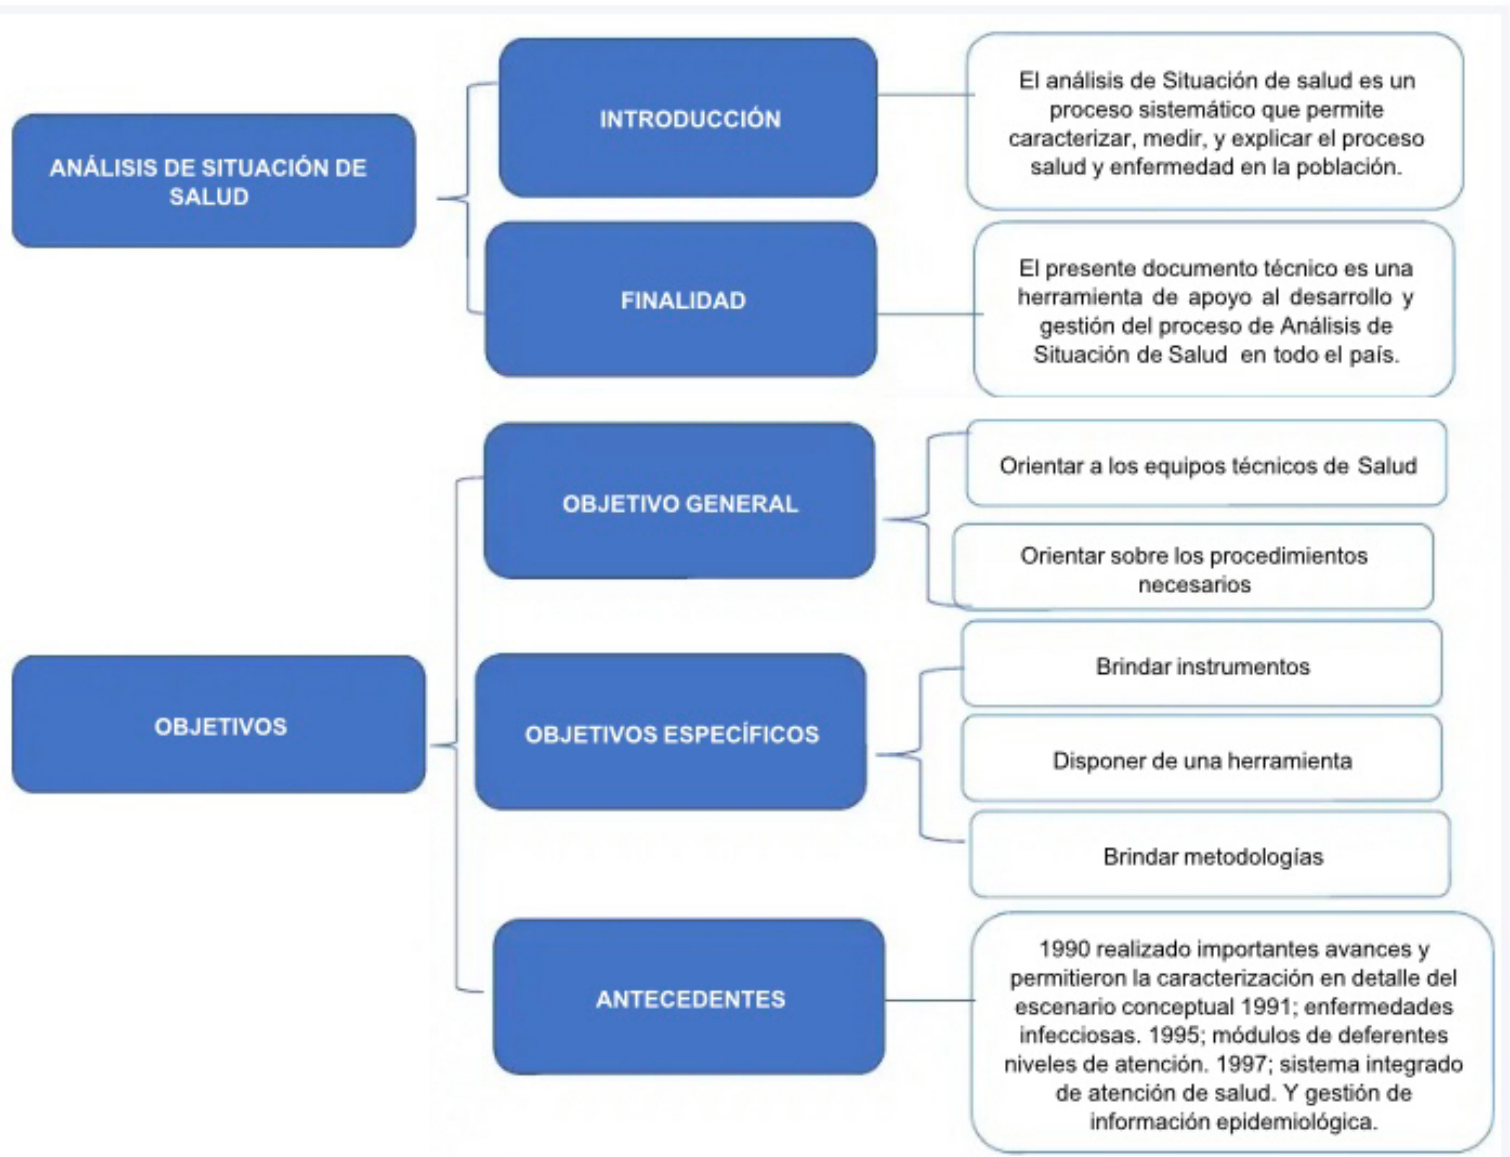 ANÁLISIS DE SITUACIÓN DE
SALUD
INTRODUCCIÓN
El análisis de Situación de salud es un
proceso sistemático que permite
caracterizar, medir, y explicar el proceso
salud y enfermedad en la población.
FINALIDAD
El presente documento técnico es una
herramienta de apoyo al desarrollo y
gestión del proceso de Análisis de
Situación de Salud en todo el país.
OBJETIVOS
OBJETIVO GENERAL
Orientar a los equipos técnicos de Salud
Orientar sobre los procedimientos
necesarios
OBJETIVOS ESPECÍFICOS
Brindar instrumentos
Disponer de una herramienta
Brindar metodologías
ANTECEDENTES
1990 realizado importantes avances y
permitieron la caracterización en detalle del
escenario conceptual 1991; enfermedades
infecciosas. 1995; módulos de deferentes
niveles de atención. 1997; sistema integrado
de atención de salud. Y gestión de
información epidemiológica.